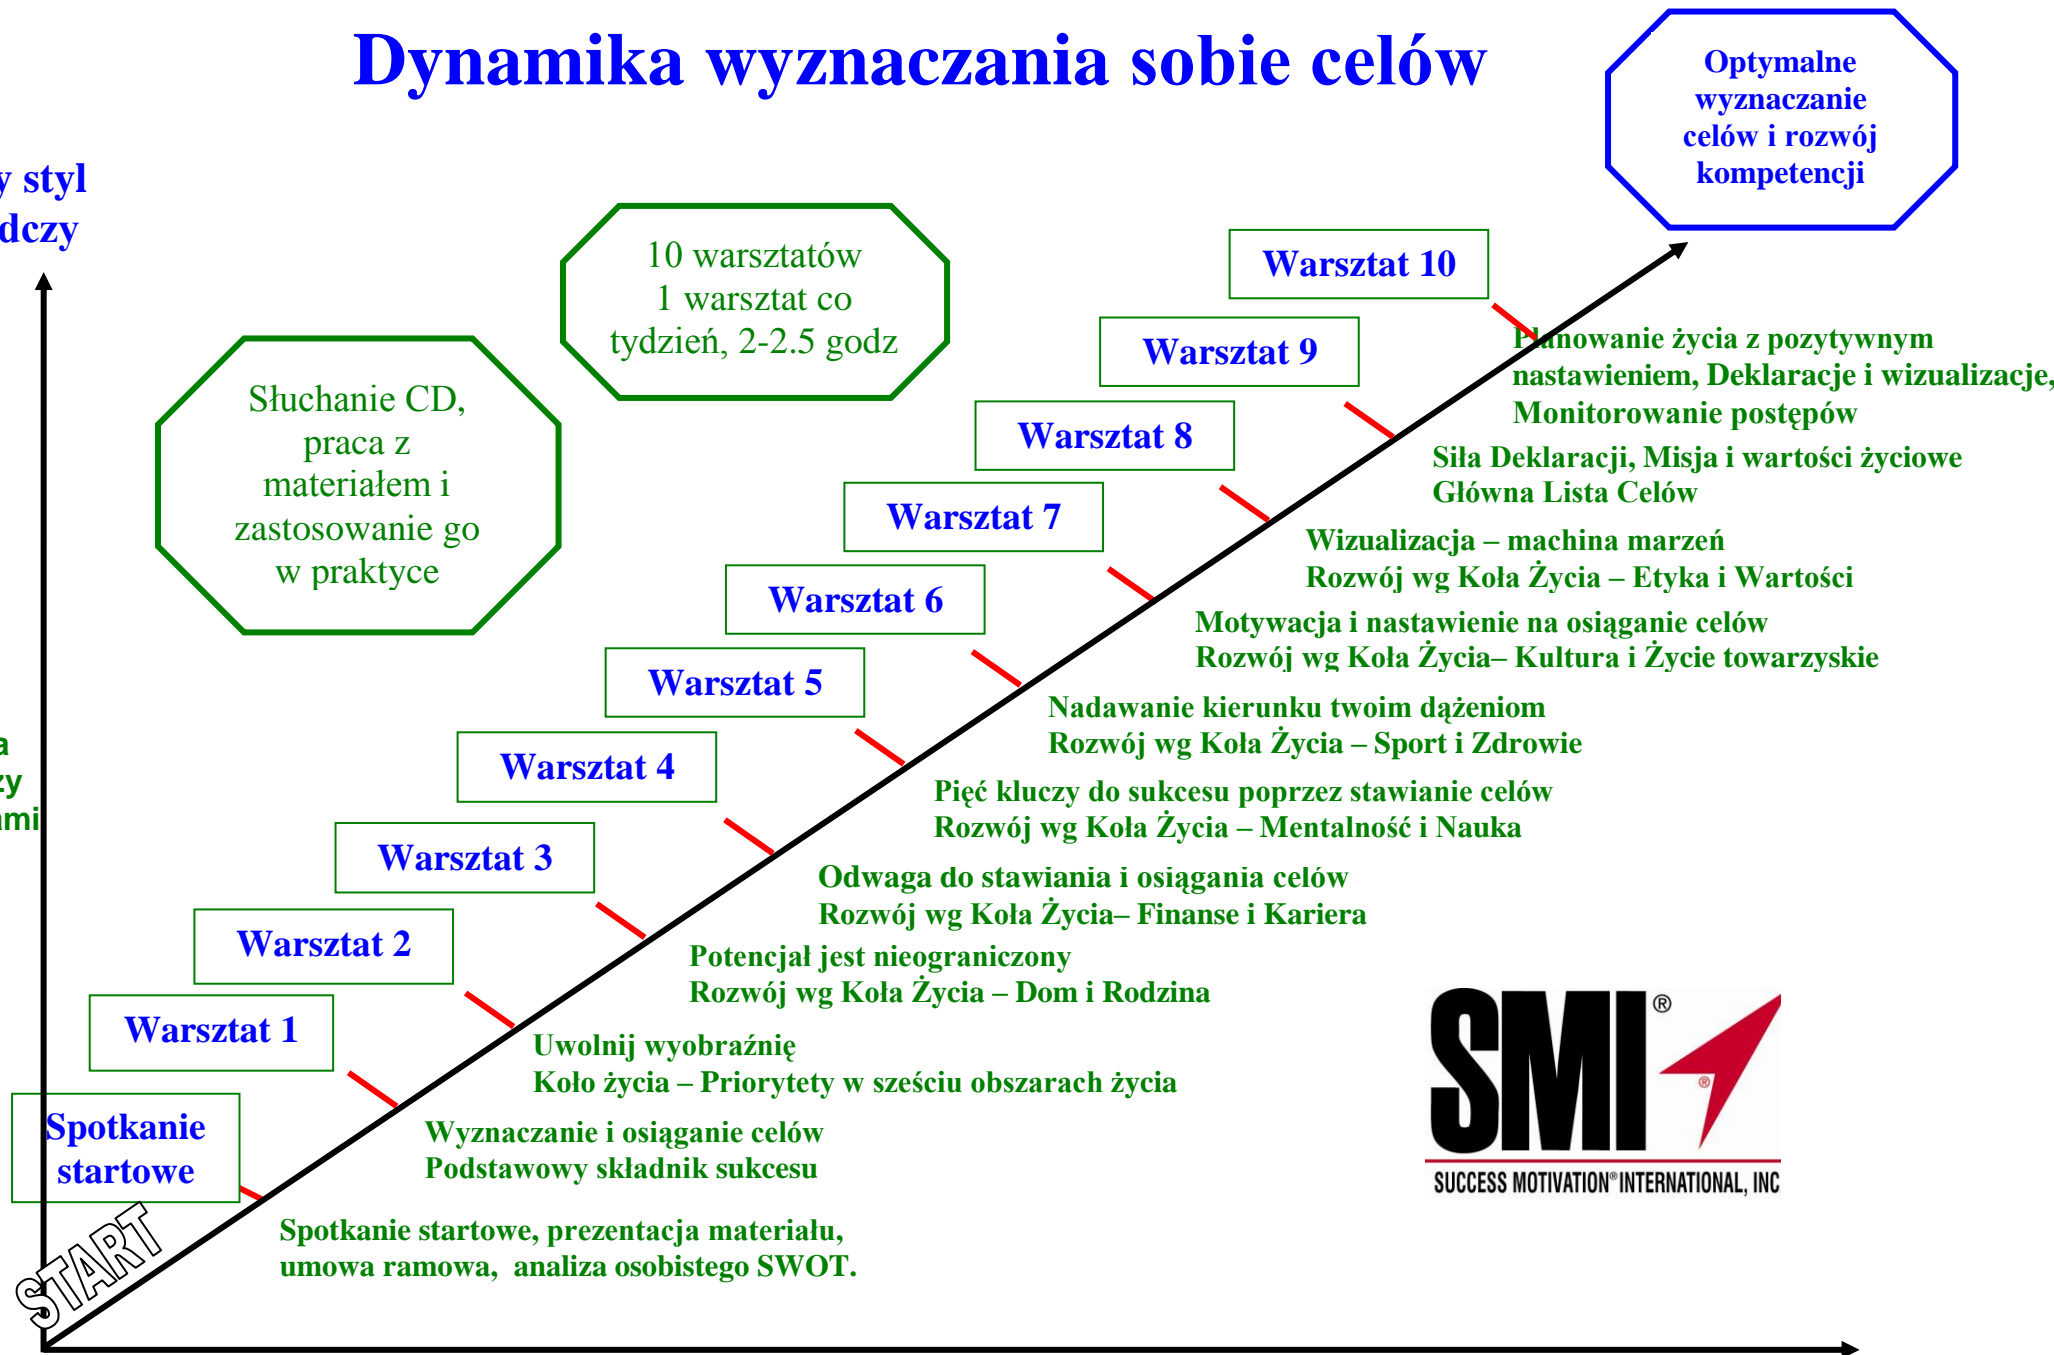 Dynamika wyznaczania sobie celów
Optymalne
wyznaczanie
celów i rozwój
kompetencji
y styl
dczy
10 warsztatów
1 warsztat co
tydzień, 2-2.5 godz
Słuchanie CD,
praca z
materiałem i
zastosowanie go
w praktyce
Warsztat 10
Planowanie życia z pozytywnym
nastawieniem, Deklaracje i wizualizacje,
Monitorowanie postępów
Warsztat 9
Siła Deklaracji, Misja i wartości życiowe
Główna Lista Celów
Warsztat 8
Wizualizacja – machina marzeń
Rozwój wg Koła Życia – Etyka i Wartości
Warsztat 7
Motywacja i nastawienie na osiąganie celów
Rozwój wg Koła Życia– Kultura i Życie towarzyskie
Warsztat 6
Nadawanie kierunku twoim dążeniom
Rozwój wg Koła Życia – Sport i Zdrowie
Warsztat 5
Pięć kluczy do sukcesu poprzez stawianie celów
Rozwój wg Koła Życia – Mentalność i Nauka
a
zy
ami
Warsztat 4
Odwaga do stawiania i osiągania celów
Rozwój wg Koła Życia– Finanse i Kariera
Warsztat 3
Potencjał jest nieograniczony
Rozwój wg Koła Życia – Dom i Rodzina
Warsztat 2
Uwolnij wyobraźnię
Koło życia – Priorytety w sześciu obszarach życia
Warsztat 1
Wyznaczanie i osiąganie celów
Podstawowy składnik sukcesu
Spotkanie
startowe
Spotkanie startowe, prezentacja materiału,
umowa ramowa, analiza osobistego SWOT.
START
SMI®
®
SUCCESS MOTIVATION® INTERNATIONAL, INC